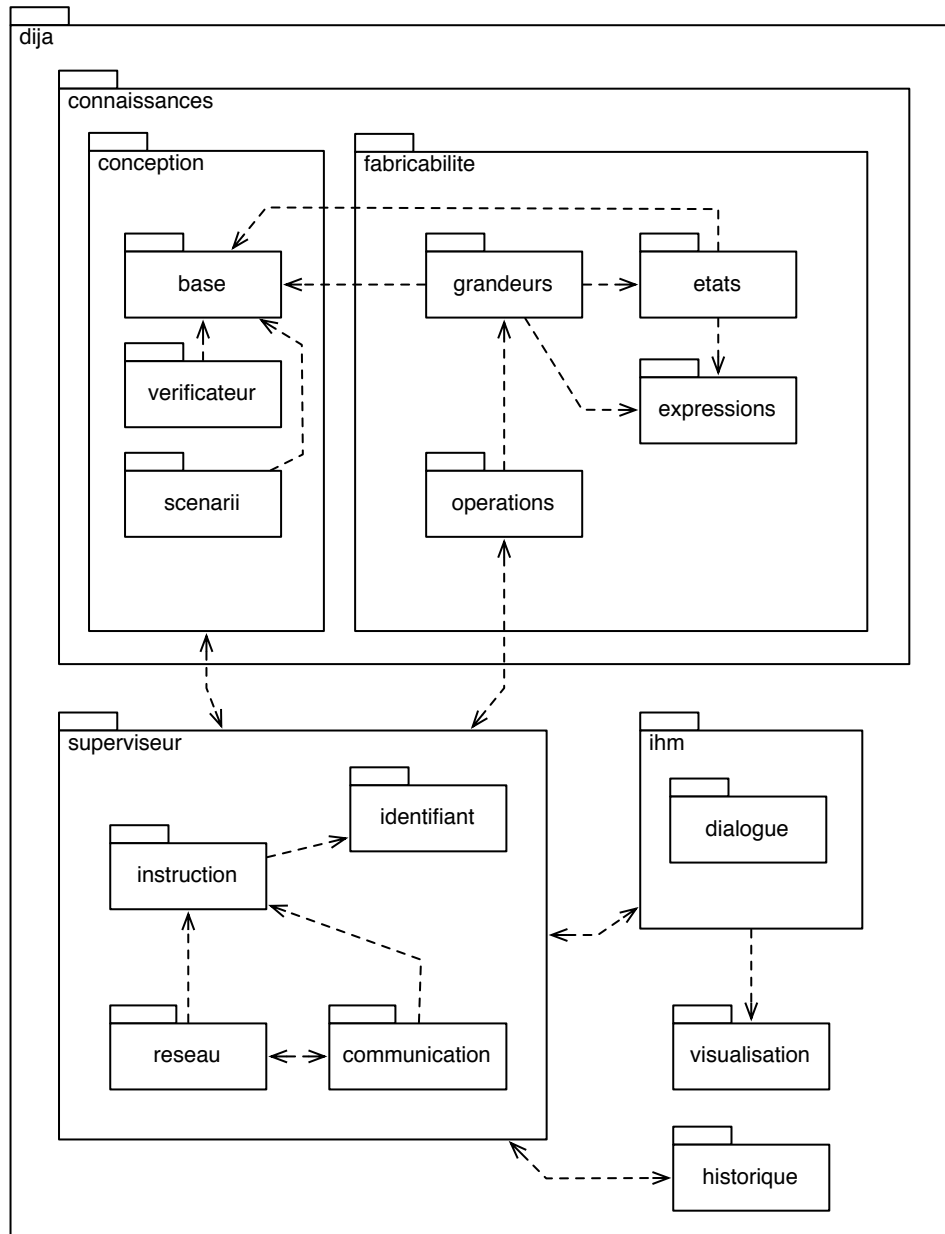 dija
connaissances
conception
fabricabilite
base
grandeurs
etats
verificateur
expressions
scenarii
operations
superviseur
ihm
identifiant
dialogue
instruction
reseau
communication
visualisation
historique